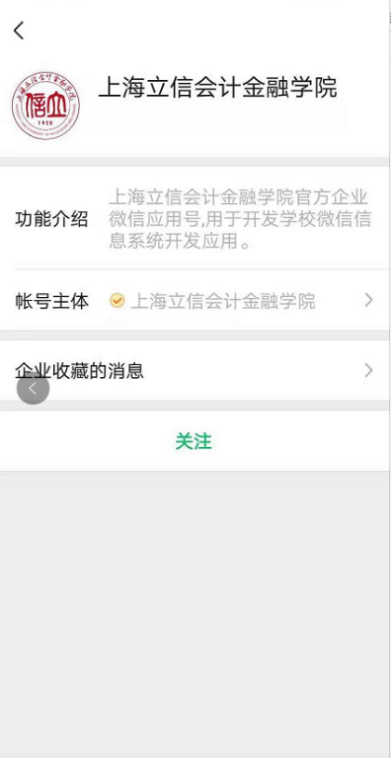 上海立信会计金融学院
信立
1928
功能介绍
上海立信会计金融学院官方企业
微信应用号,用于开发学校微信信
息系统开发应用。
帐号主体
上海立信会计金融学院
企业收藏的消息
关注